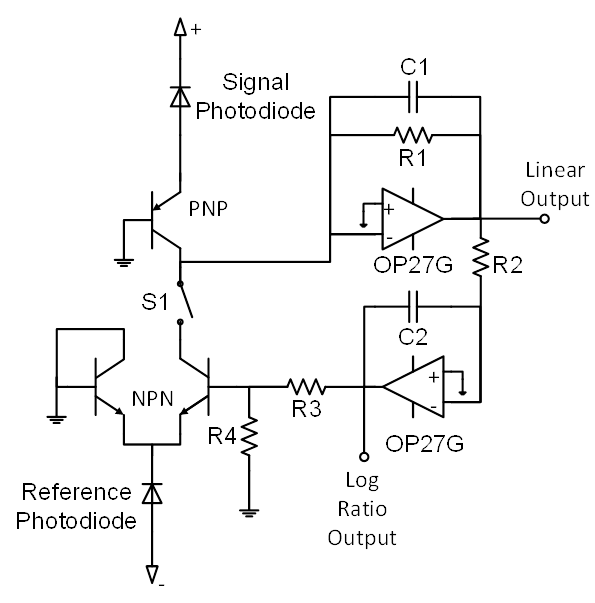 +
Signal
Photodiode
C1
R1
Linear
Output
PNP
+
-
OP27G
R2
S1
C2
NPN
+
-
R3
R4
OP27G
Reference
Photodiode
Log
Ratio
Output
-